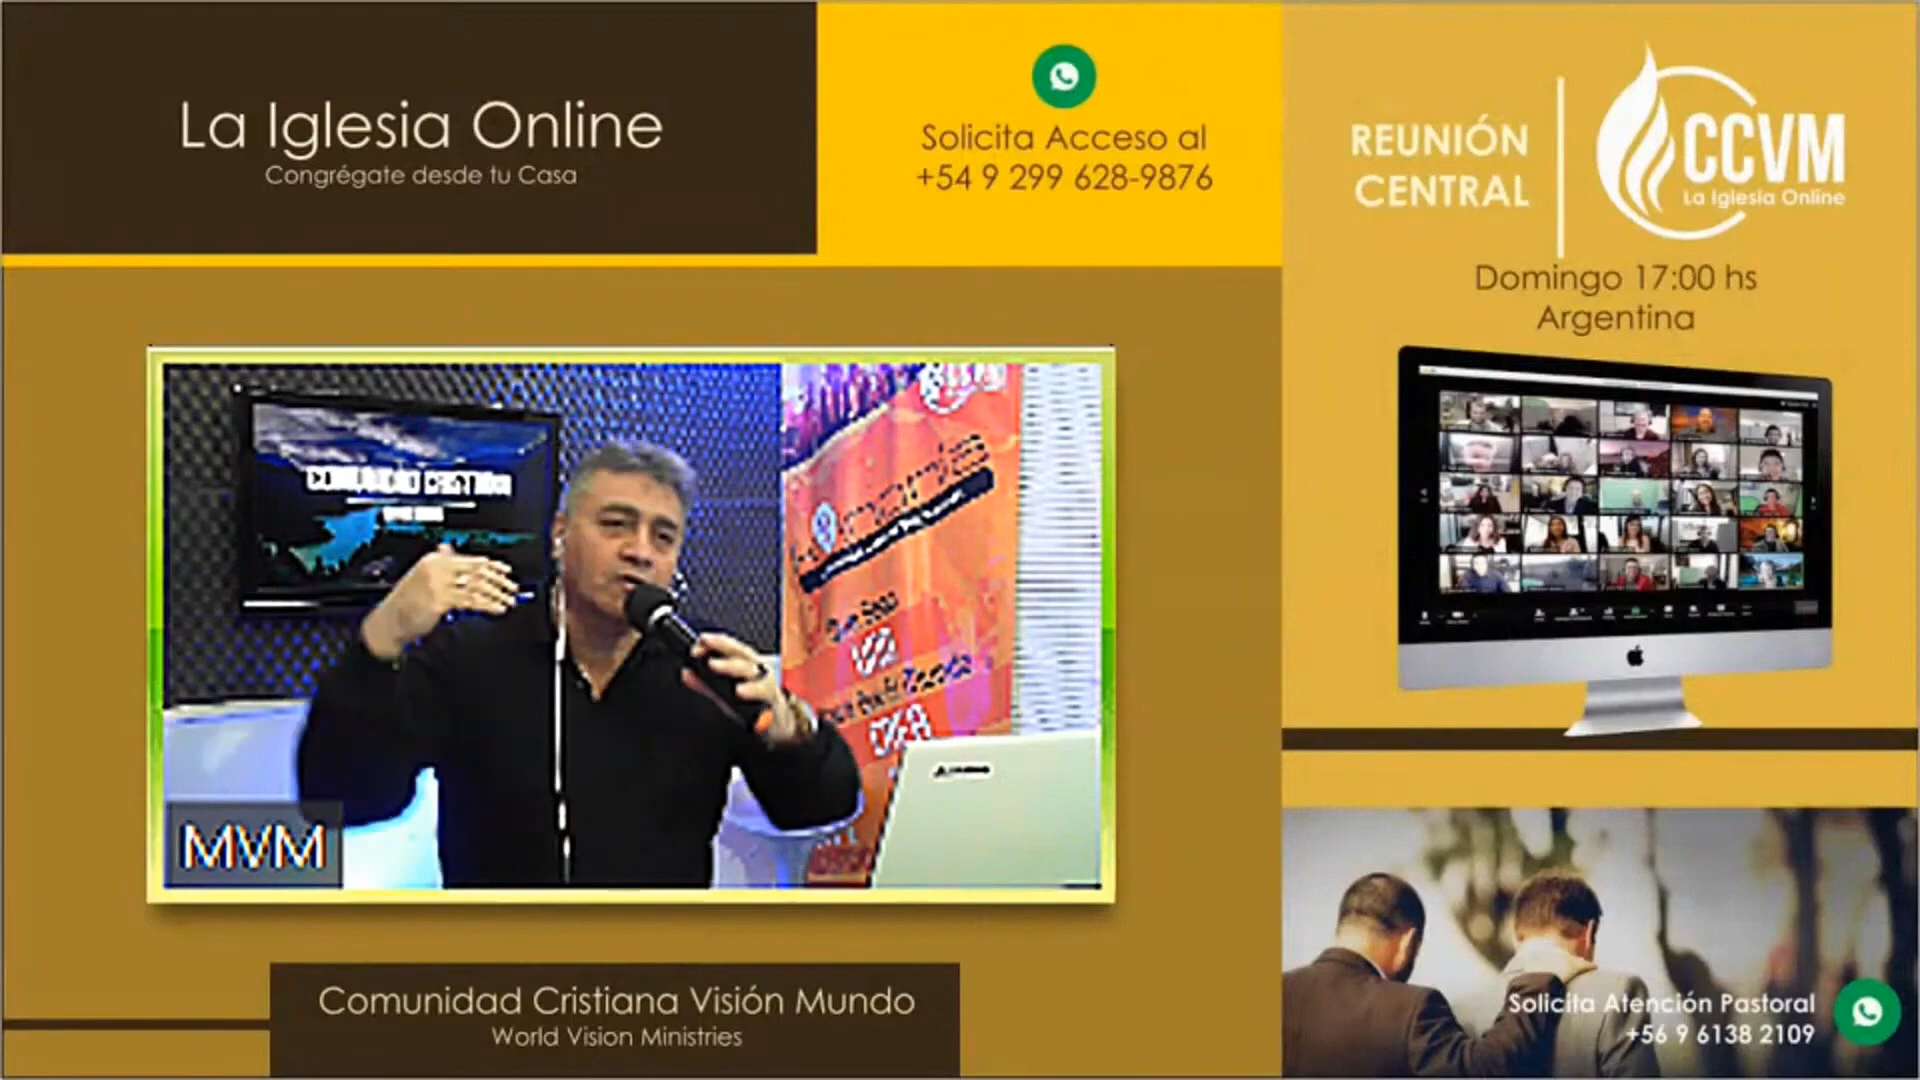 La Iglesia Online
Congrégate desde tu Casa
Solicita Acceso al
+54 9 299 628-9876
REUNIÓN
CENTRAL
CCVM
La Iglesia Online
Domingo 17:00 hs
Argentina
COMUNIDAD CRISTIANA
MVM
Comunidad Cristiana Visión Mundo
World Vision Ministries
Solicita Atención Pastoral
+56 9 6138 2109